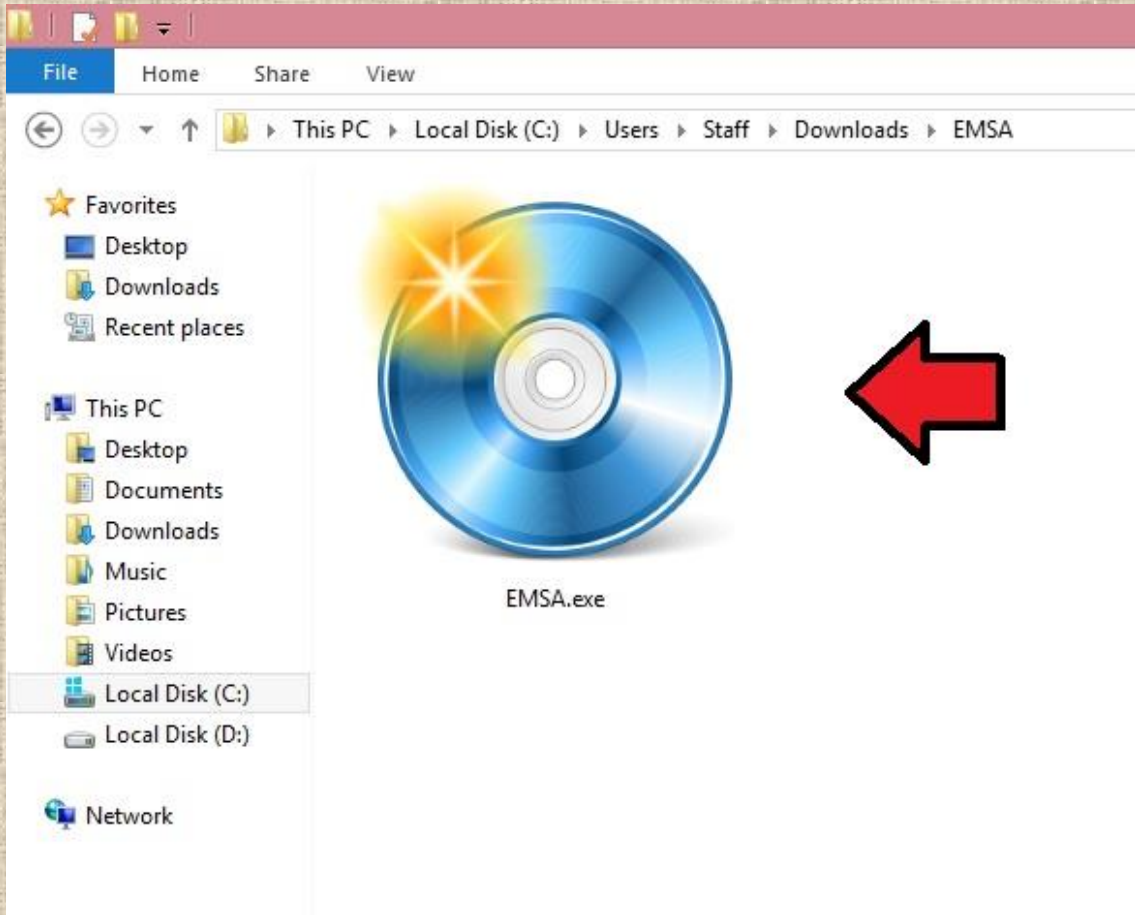 File Home Share View
This PC Local Disk (C:) Users Staff Downloads EMSA
Favorites
Desktop
Downloads
Recent places
This PC
Desktop
Documents
Downloads
Music
Pictures
Videos
Local Disk (C:)
Local Disk (D:)
Network
EMSA.exe